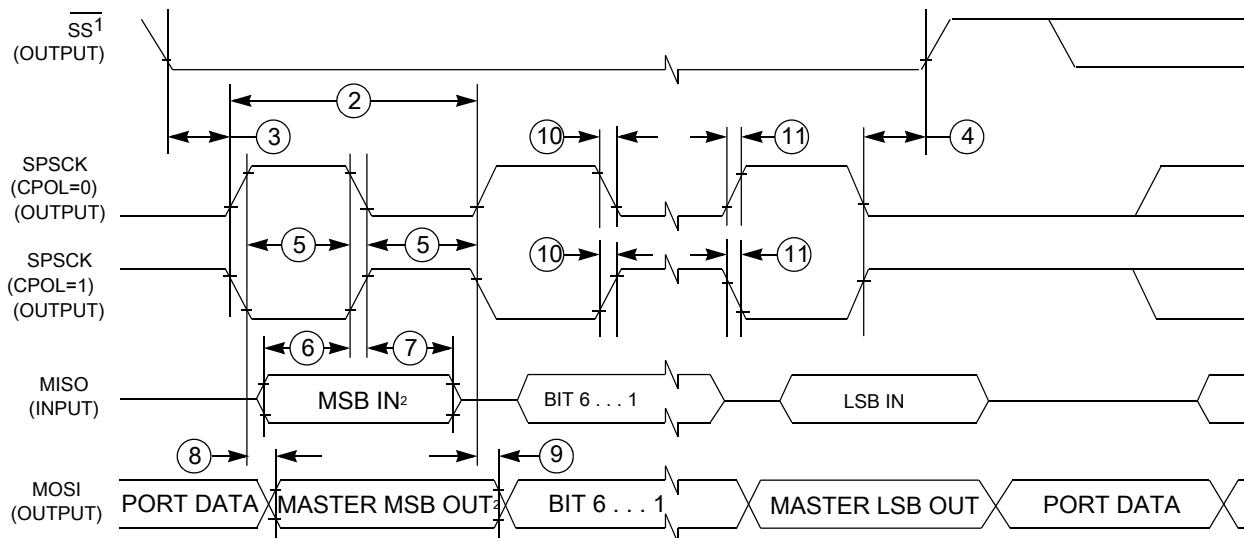 SS1
(OUTPUT)
2
3
10
11
4
SPSCK
(CPOL=0)
(OUTPUT)
5
5
SPSCK
(CPOL=1)
(OUTPUT)
10
11
6
7
MISO
(INPUT)
MSB IN2
BIT 6 . . . 1
LSB IN
8
9
MOSI
(OUTPUT)
PORT DATA
MASTER MSB OUT2
BIT 6 . . . 1
MASTER LSB OUT
PORT DATA